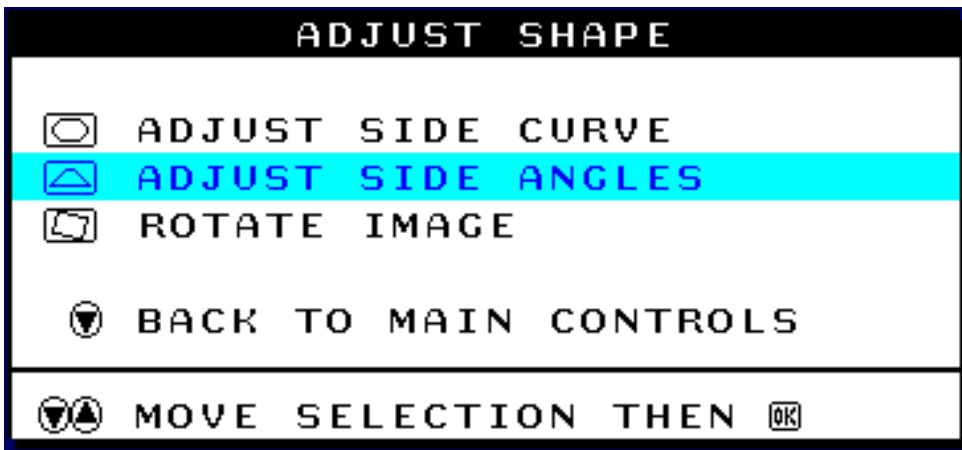 ADJUST SHAPE
ADJUST SIDE CURVE
ADJUST SIDE ANGLES
ROTATE IMAGE
BACK TO MAIN CONTROLS
MOVE SELECTION THEN OK